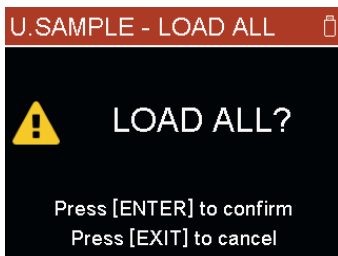 U.SAMPLE - LOAD ALL
LOAD ALL?
Press [ENTER] to confirm
Press [EXIT] to cancel